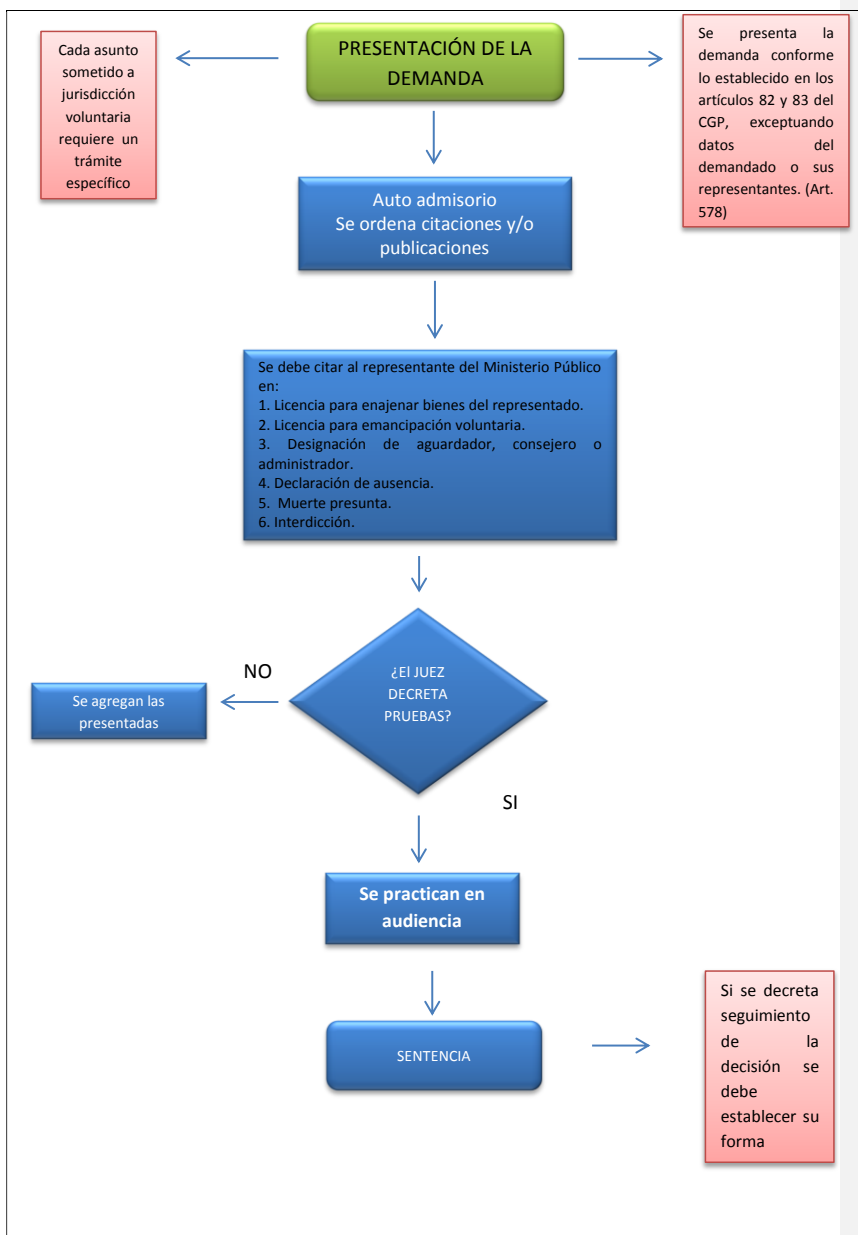 PRESENTACIÓN DE LA
DEMANDA
Cada asunto
sometido a
jurisdicción
voluntaria
requiere un
trámite
específico
Se presenta la
demanda conforme
lo establecido en los
artículos 82 y 83 del
CGP, exceptuando
datos del
demandado o sus
representantes. (Art.
578)
Auto admisorio
Se ordena citaciones y/o
publicaciones
Se debe citar al representante del Ministerio Público
en:
1. Licencia para enajenar bienes del representado.
2. Licencia para emancipación voluntaria.
3. Designación de aguardador, consejero o
administrador.
4. Declaración de ausencia.
5. Muerte presunta.
6. Interdicción.
¿El JUEZ
DECRETA
PRUEBAS?
NO
Se agregan las
presentadas
SI
Se practican en
audiencia
SENTENCIA
Si se decreta
seguimiento
de la
decisión se
debe
establecer su
forma